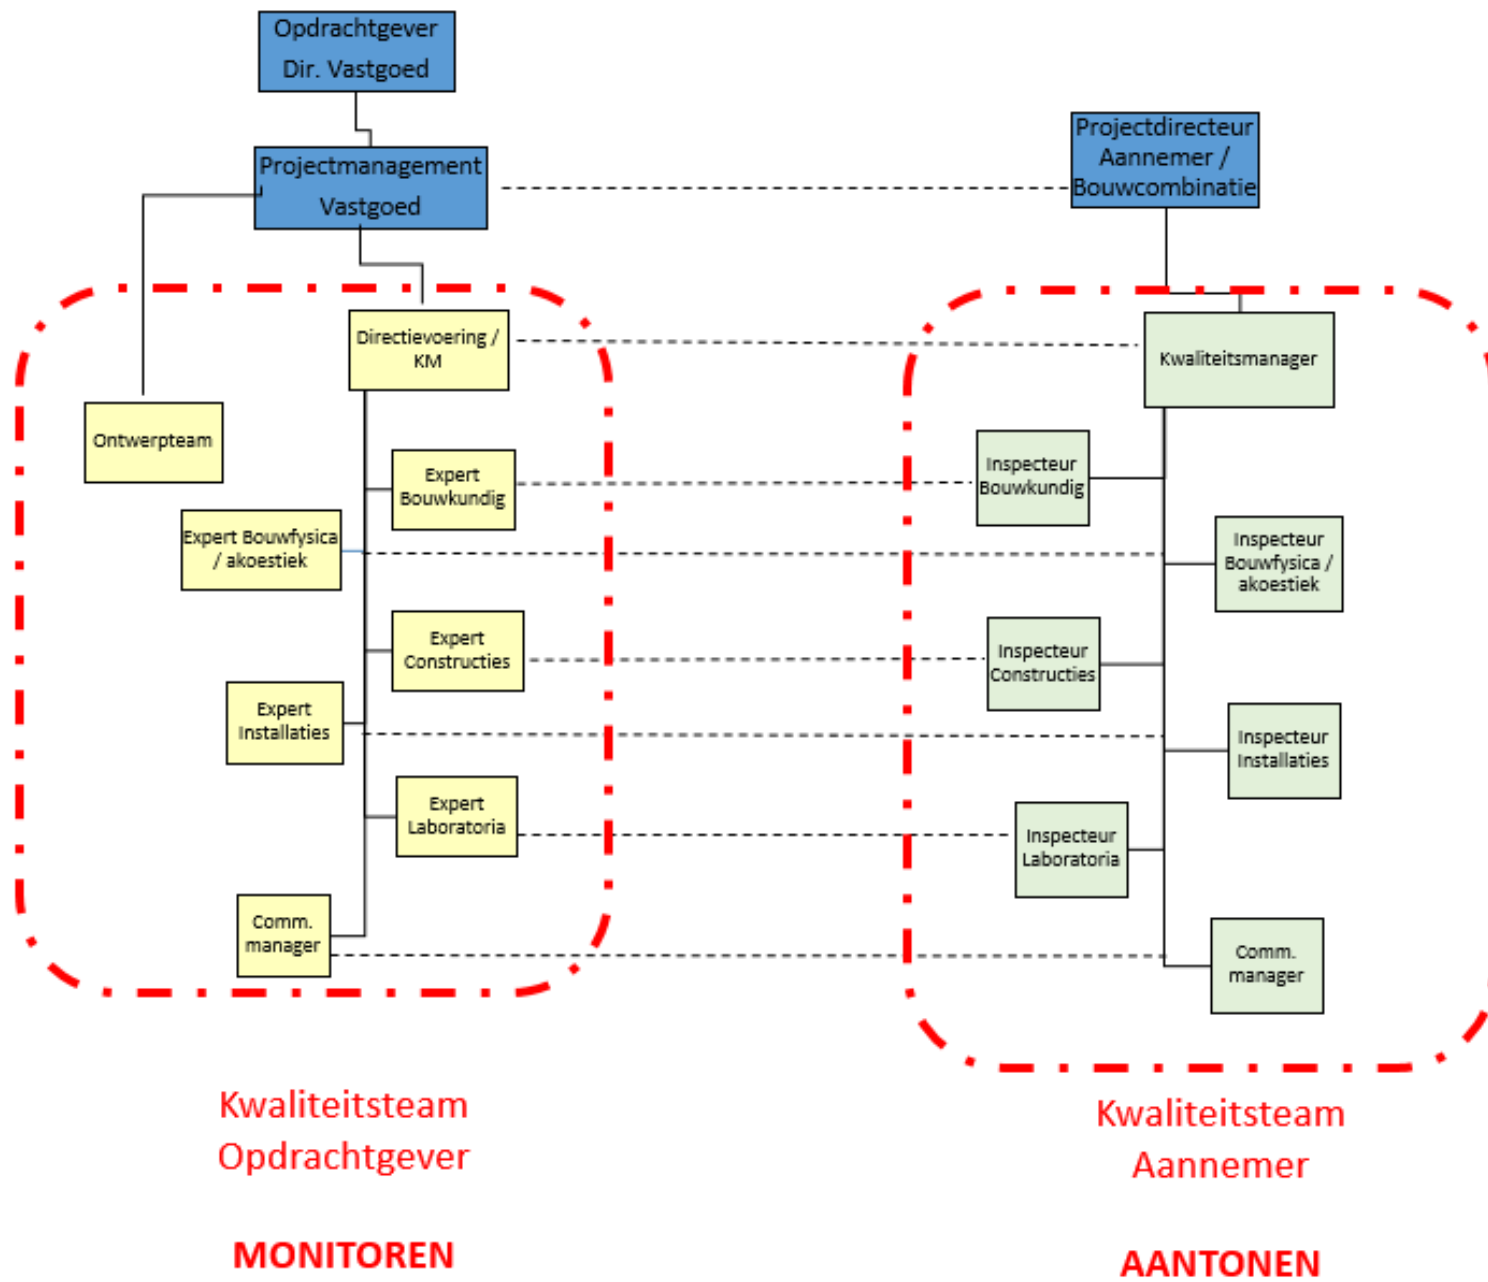 Opdrachtgever
Dir. Vastgoed
Projectmanagement
Vastgoed
Projectdirecteur
Aannemer /
Bouwcombinatie
Directievoering /
KM
Ontwerpteam
Expert
Bouwkundig
Expert Bouwfysica
/ akoestiek
Expert
Constructies
Expert
Installaties
Expert
Laboratoria
Comm.
manager
Kwaliteitsmanager
Inspecteur
Bouwkundig
Inspecteur
Bouwfysica /
akoestiek
Inspecteur
Constructies
Inspecteur
Installaties
Inspecteur
Laboratoria
Comm.
manager
Kwaliteitsteam
Opdrachtgever
MONITOREN
Kwaliteitsteam
Aannemer
AANTONEN